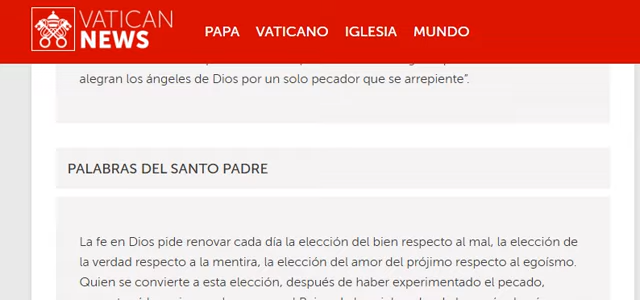 VATICAN
NEWS
PAPA VATICANO IGLESIA MUNDO
alegran los ángeles de Dios por un solo pecador que se arrepiente”.
PALABRAS DEL SANTO PADRE
La fe en Dios pide renovar cada día la elección del bien respecto al mal, la elección de
la verdad respecto a la mentira, la elección del amor del prójimo respecto al egoísmo.
Quien se convierte a esta elección, después de haber experimentado el pecado,